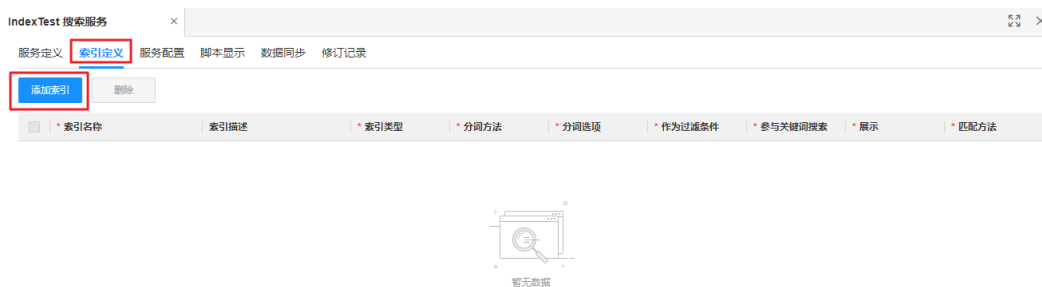 IndexTest 搜索服务 ×
服务定义 索引定义 服务配置 脚本显示 数据同步 修订记录
添加索引 删除
* 索引名称 索引描述 * 索引类型 * 分词方法 * 分词选项 * 作为过滤条件 * 参与关键词搜索 * 展示 * 匹配方法
暂无数据